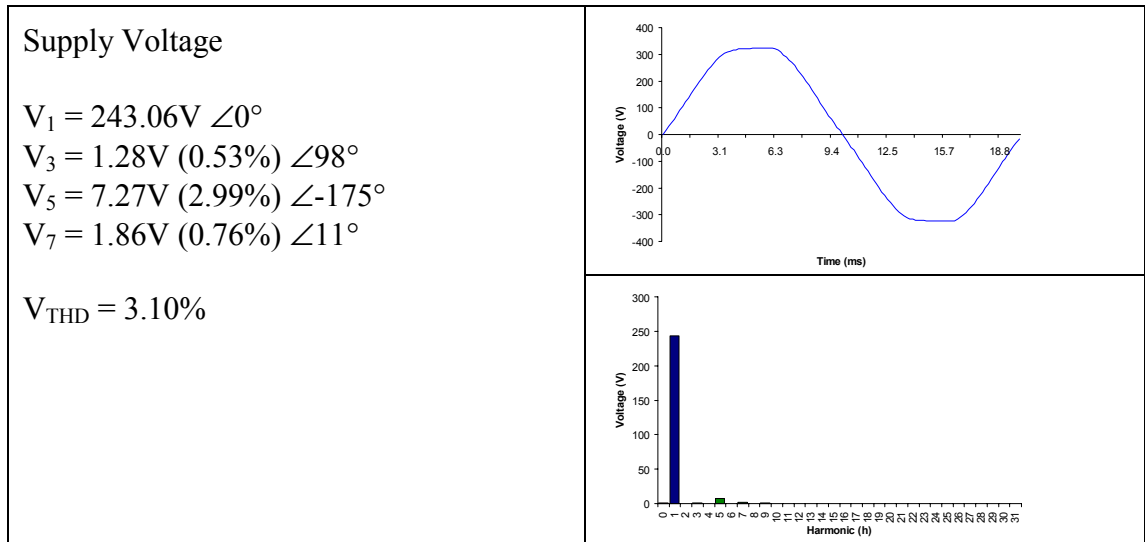 Supply Voltage
V₁ = 243.06V ∠0°
V₃ = 1.28V (0.53%) ∠98°
V₅ = 7.27V (2.99%) ∠-175°
V₇ = 1.86V (0.76%) ∠11°
V_THD = 3.10%
400
300
200
100
0
-100
-200
-300
-400
Voltage (V)
0.0 3.1 6.3 9.4 12.5 15.7 18.8
Time (ms)
300
250
200
150
100
50
0
Voltage (V)
0 1 2 3 4 5 6 7 8 9 10 11 12 13 14 15 16 17 18 19 20 21 22 23 24 25 26 27 28 29 30 31
Harmonic (h)